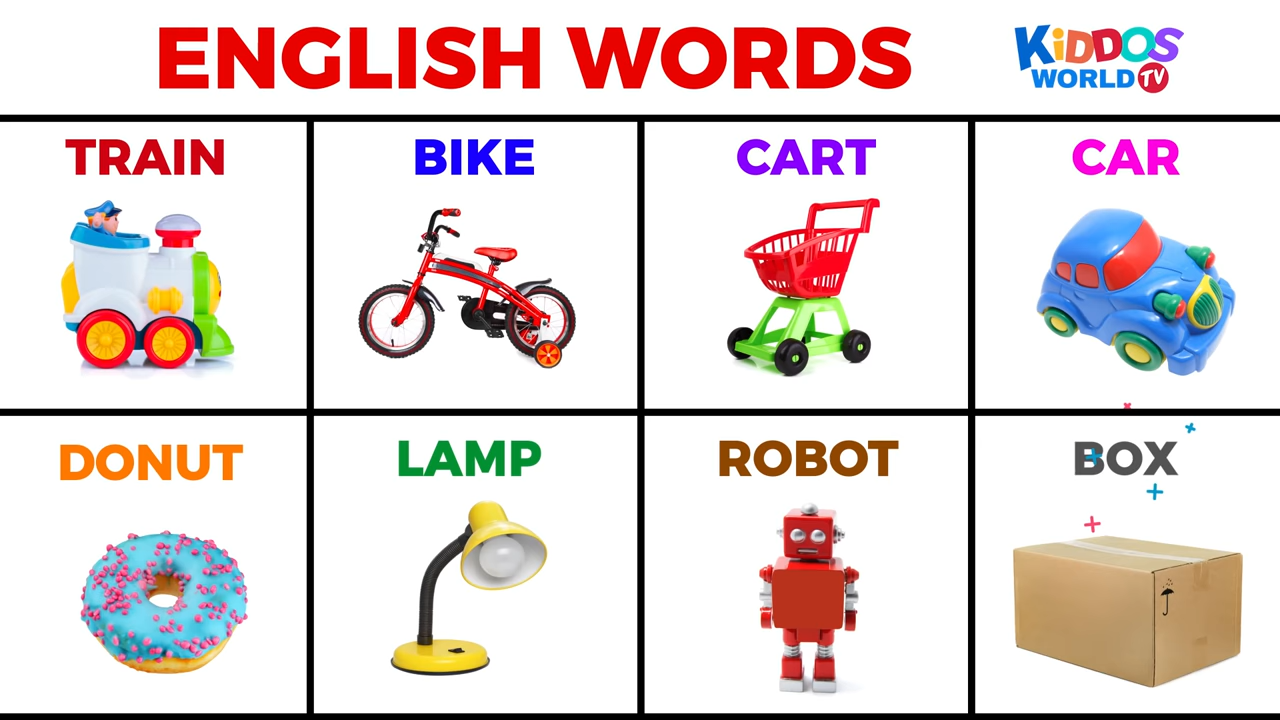 ENGLISH WORDS
KiDDOS
WORLD TV
TRAIN
BIKE
CART
CAR
DONUT
LAMP
ROBOT
BOX